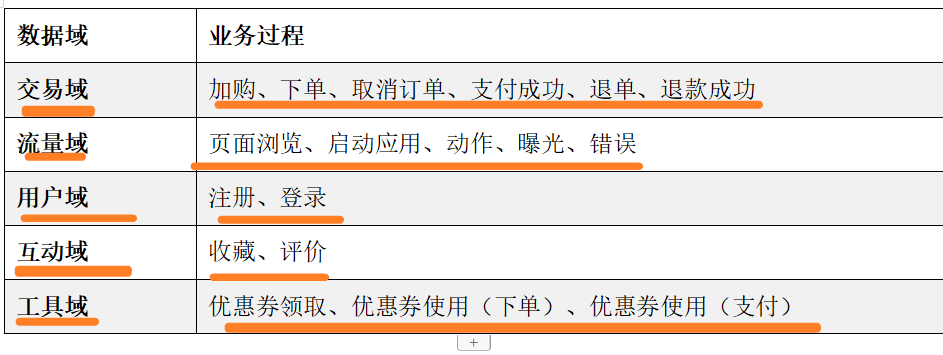 数据域 业务过程
交易域 加购、下单、取消订单、支付成功、退单、退款成功
流量域 页面浏览、启动应用、动作、曝光、错误
用户域 注册、登录
互动域 收藏、评价
工具域 优惠券领取、优惠券使用（下单）、优惠券使用（支付）